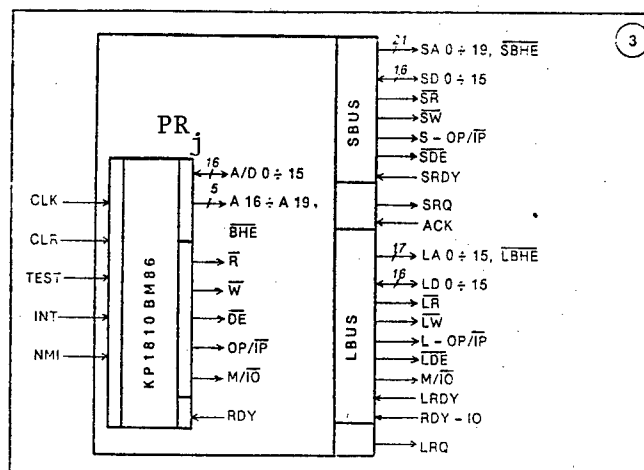 3
21
SA 0 ÷ 19, SBHE
16
SD 0 ÷ 15
SR
SW
S – OP/IP
SDE
SRDY
SBUS
SRQ
ACK
17
LA 0 ÷ 15, LBHE
16
LD 0 ÷ 15
LR
LW
L – OP/IP
LDE
M/IO
LRDY
RDY – IO
LBUS
LRQ
PRj
16
A/D 0 ÷ 15
5
A 16 ÷ A 19,
BHE
R
W
DE
OP/IP
M/IO
RDY
КР1810ВМ86
CLK
CLR
TEST
INT
NMI